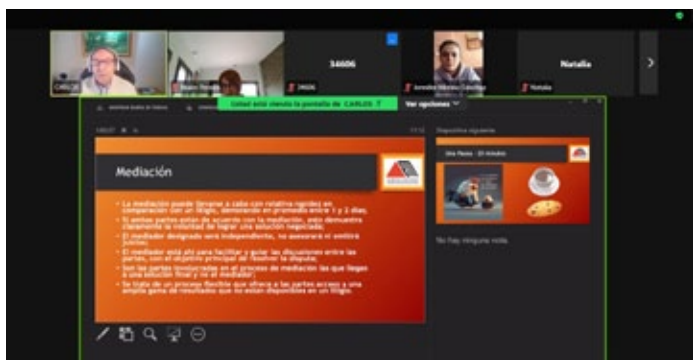 34606
Natalia
CARLOS
34606
Natalia
Usted está viendo la pantalla de CARLOS T
Ver opciones
Mediación
• La mediación puede llevarse a cabo con relativa rapidez en
comparación con un litigio, demorando en promedio entre 1 y 2 días;
• Si ambas partes están de acuerdo con la mediación, esto demuestra
claramente la voluntad de lograr una solución negociada;
• El mediador designado será independiente, no asesorará ni emitirá
juicios;
• El mediador está ahí para facilitar y guiar las discusiones entre las
partes, con el objetivo principal de resolver la disputa;
• Son las partes involucradas en el proceso de mediación las que llegan
a una solución final y no el mediador;
• Se trata de un proceso flexible que ofrece a las partes acceso a una
amplia gama de resultados que no están disponibles en un litigio.
Diapositiva siguiente
Una Pausa - 10 minutos
No hay ninguna nota.